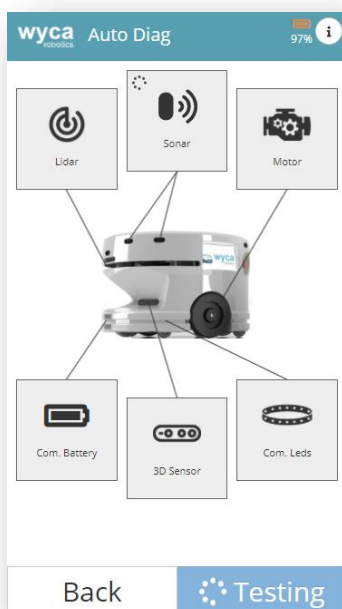 wyca
robotics
Auto Diag
97%
i
Lidar
Sonar
Motor
wyca
Com. Battery
3D Sensor
Com. Leds
Back
Testing